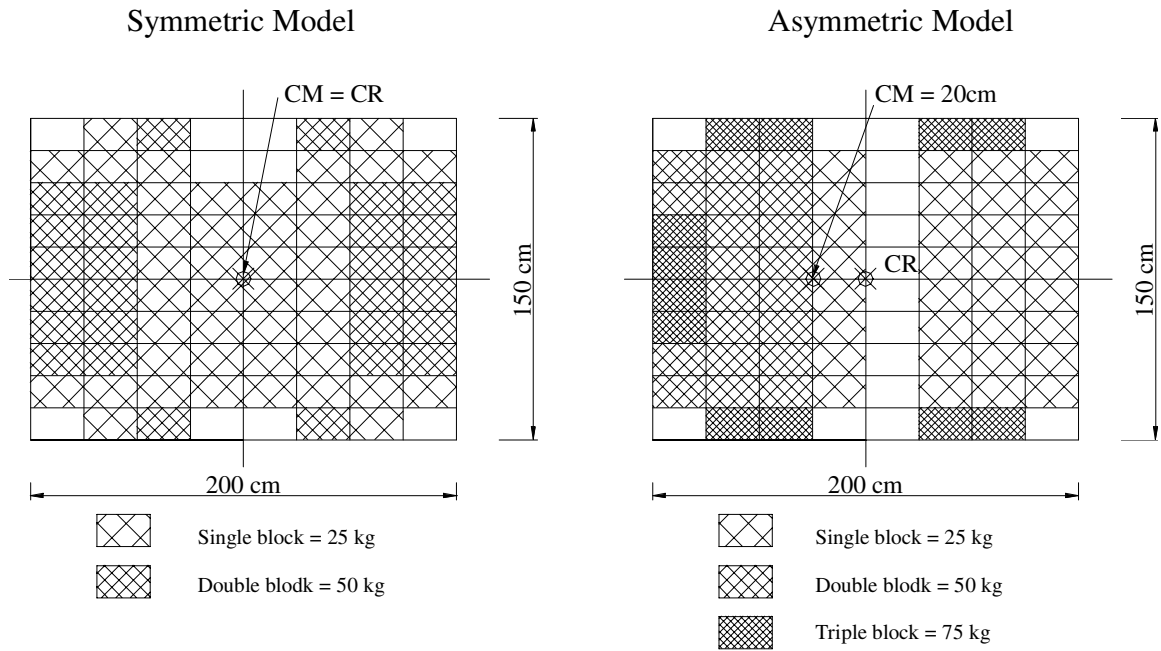 Symmetric Model
Asymmetric Model
CM = CR
CM = 20cm
CR
150 cm
150 cm
200 cm
200 cm
Single block = 25 kg
Double blodk = 50 kg
Single block = 25 kg
Double blodk = 50 kg
Triple block = 75 kg